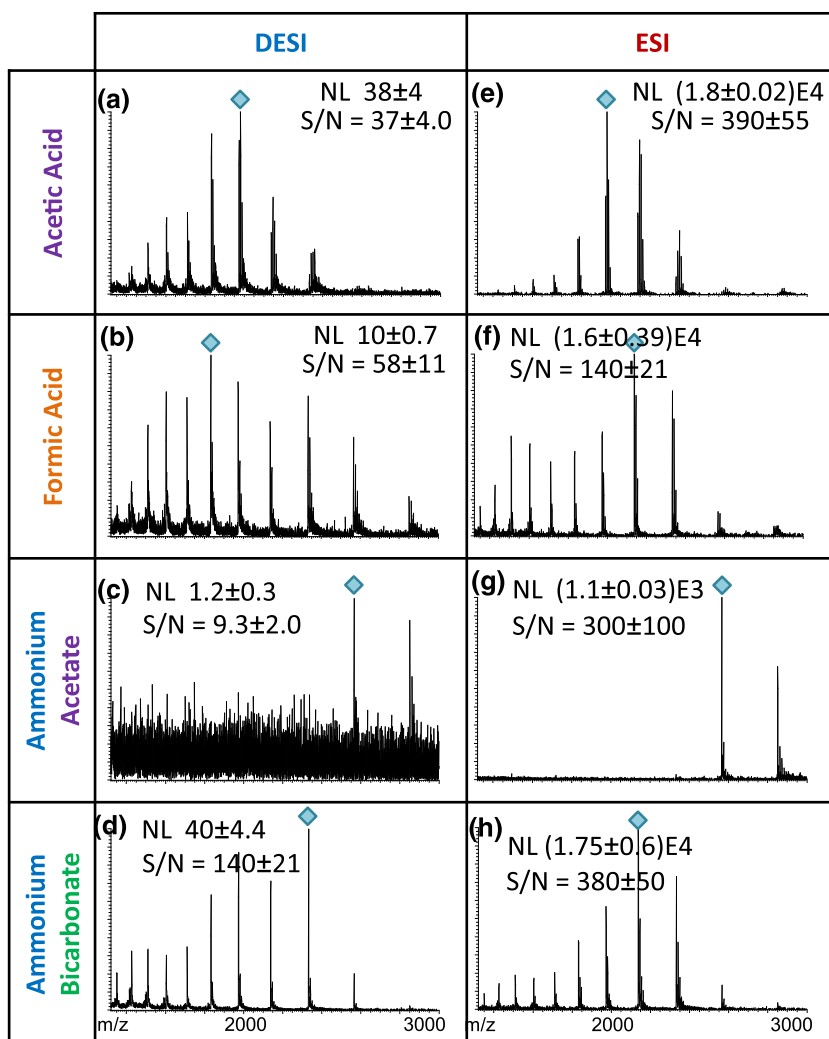 DESI
ESI
Acetic Acid
(a)
NL 38±4
S/N = 37±4.0
(e)
NL (1.8±0.02)E4
S/N = 390±55
Formic Acid
(b)
NL 10±0.7
S/N = 58±11
(f)
NL (1.6±0.39)E4
S/N = 140±21
Ammonium
Acetate
(c)
NL 1.2±0.3
S/N = 9.3±2.0
(g)
NL (1.1±0.03)E3
S/N = 300±100
Ammonium
Bicarbonate
(d)
NL 40±4.4
S/N = 140±21
(h)
NL (1.75±0.6)E4
S/N = 380±50
m/z 2000 3000
m/z 2000 3000